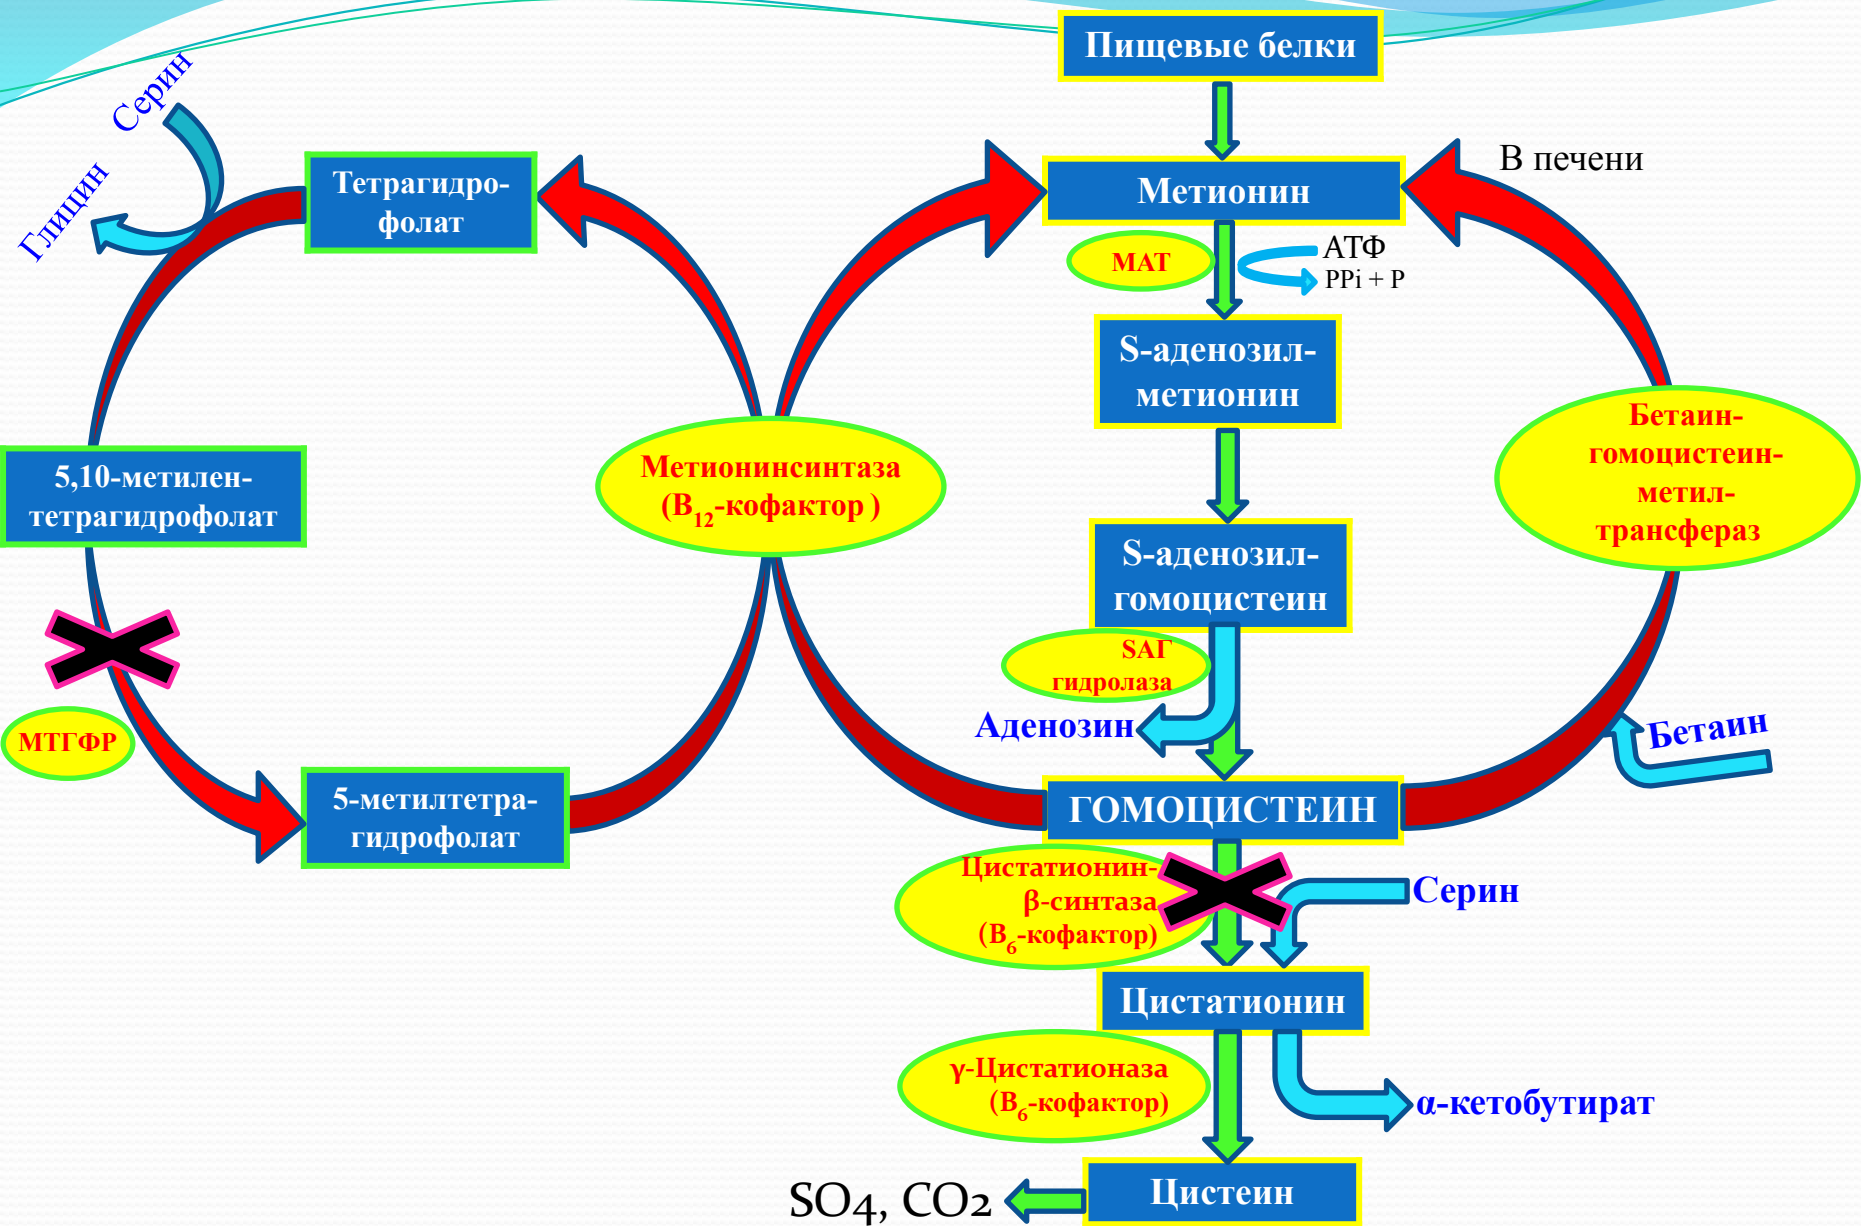 Пищевые белки
Серин
Глицин
Тетрагидро-
фолат
Метионин
В печени
МАТ
АТФ
PPi + P
S-аденозил-
метионин
5,10-метилен-
тетрагидрофолат
Метионинсинтаза
(B12-кофактор )
Бетаин-
гомоцистеин-
метил-
трансфераз
S-аденозил-
гомоцистеин
SAГ
гидролаза
Аденозин
МТГФР
5-метилтетра-
гидрофолат
ГОМОЦИСТЕИН
Бетаин
Цистатионин-
β-синтаза
(B6-кофактор)
Серин
Цистатионин
γ-Цистатионаза
(B6-кофактор)
α-кетобутират
Цистеин
SO4, CO2